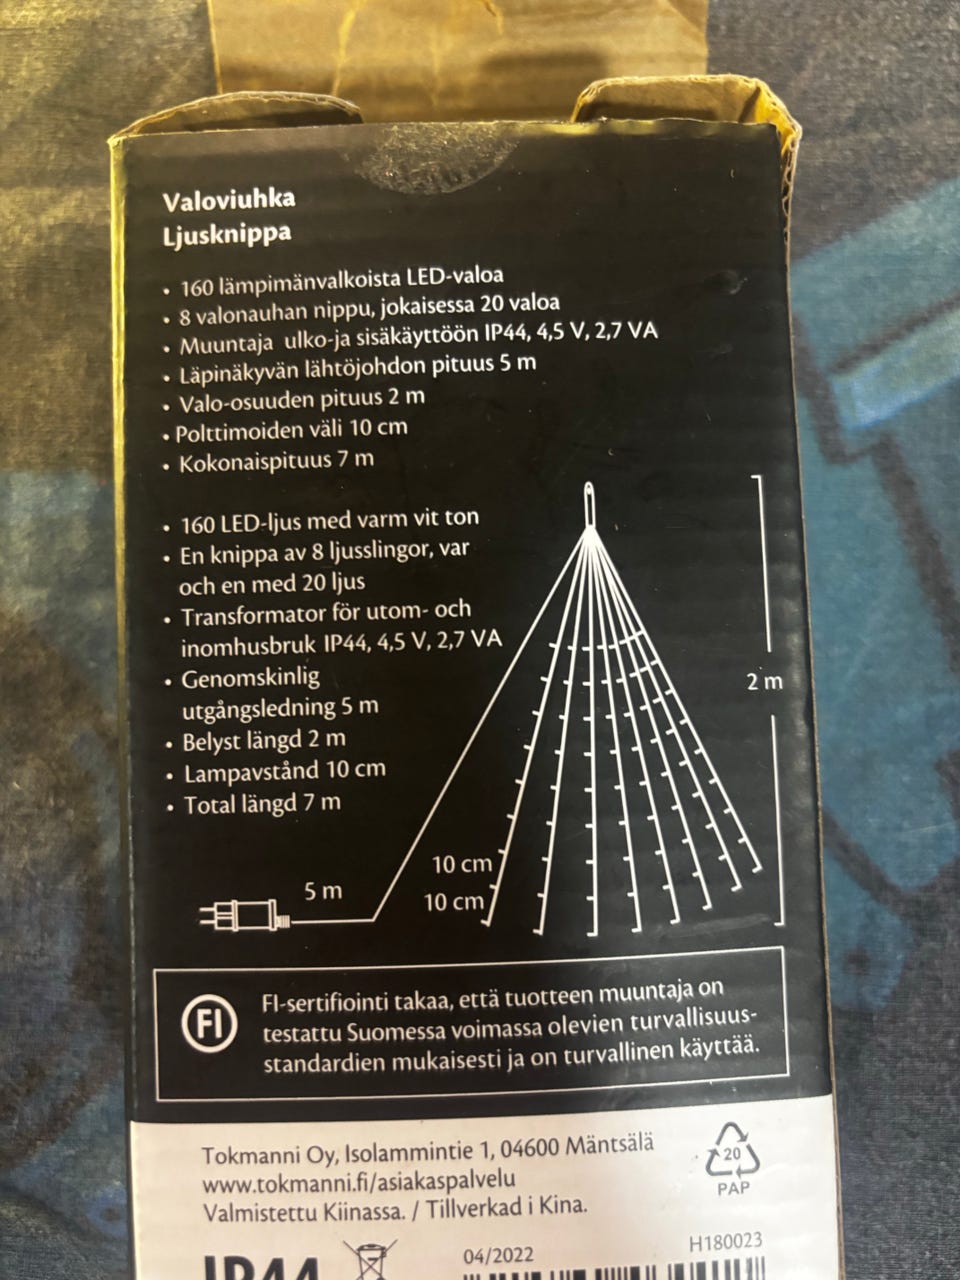 Valoviuhka
Ljusknippa
• 160 lämpimänvalkoista LED-valoa
• 8 valonauhan nippu, jokaisessa 20 valoa
• Muuntaja ulko-ja sisäkäyttöön IP44, 4,5 V, 2,7 VA
• Läpinäkyvän lähtöjohdon pituus 5 m
• Valo-osuuden pituus 2 m
• Polttimoiden väli 10 cm
• Kokonaispituus 7 m
• 160 LED-ljus med varm vit ton
• En knippa av 8 ljusslingor, var
och en med 20 ljus
• Transformator för utom- och
inomhusbruk IP44, 4,5 V, 2,7 VA
• Genomskinlig
utgångsledning 5 m
• Belyst längd 2 m
• Lampavstånd 10 cm
• Total längd 7 m
2 m
10 cm
10 cm
5 m
FI
FI-sertifiointi takaa, että tuotteen muuntaja on
testattu Suomessa voimassa olevien turvallisuus-
standardien mukaisesti ja on turvallinen käyttää.
Tokmanni Oy, Isolammintie 1, 04600 Mäntsälä
www.tokmanni.fi/asiakaspalvelu
Valmistettu Kiinassa. / Tillverkad i Kina.
20
PAP
IP44
04/2022
H180023